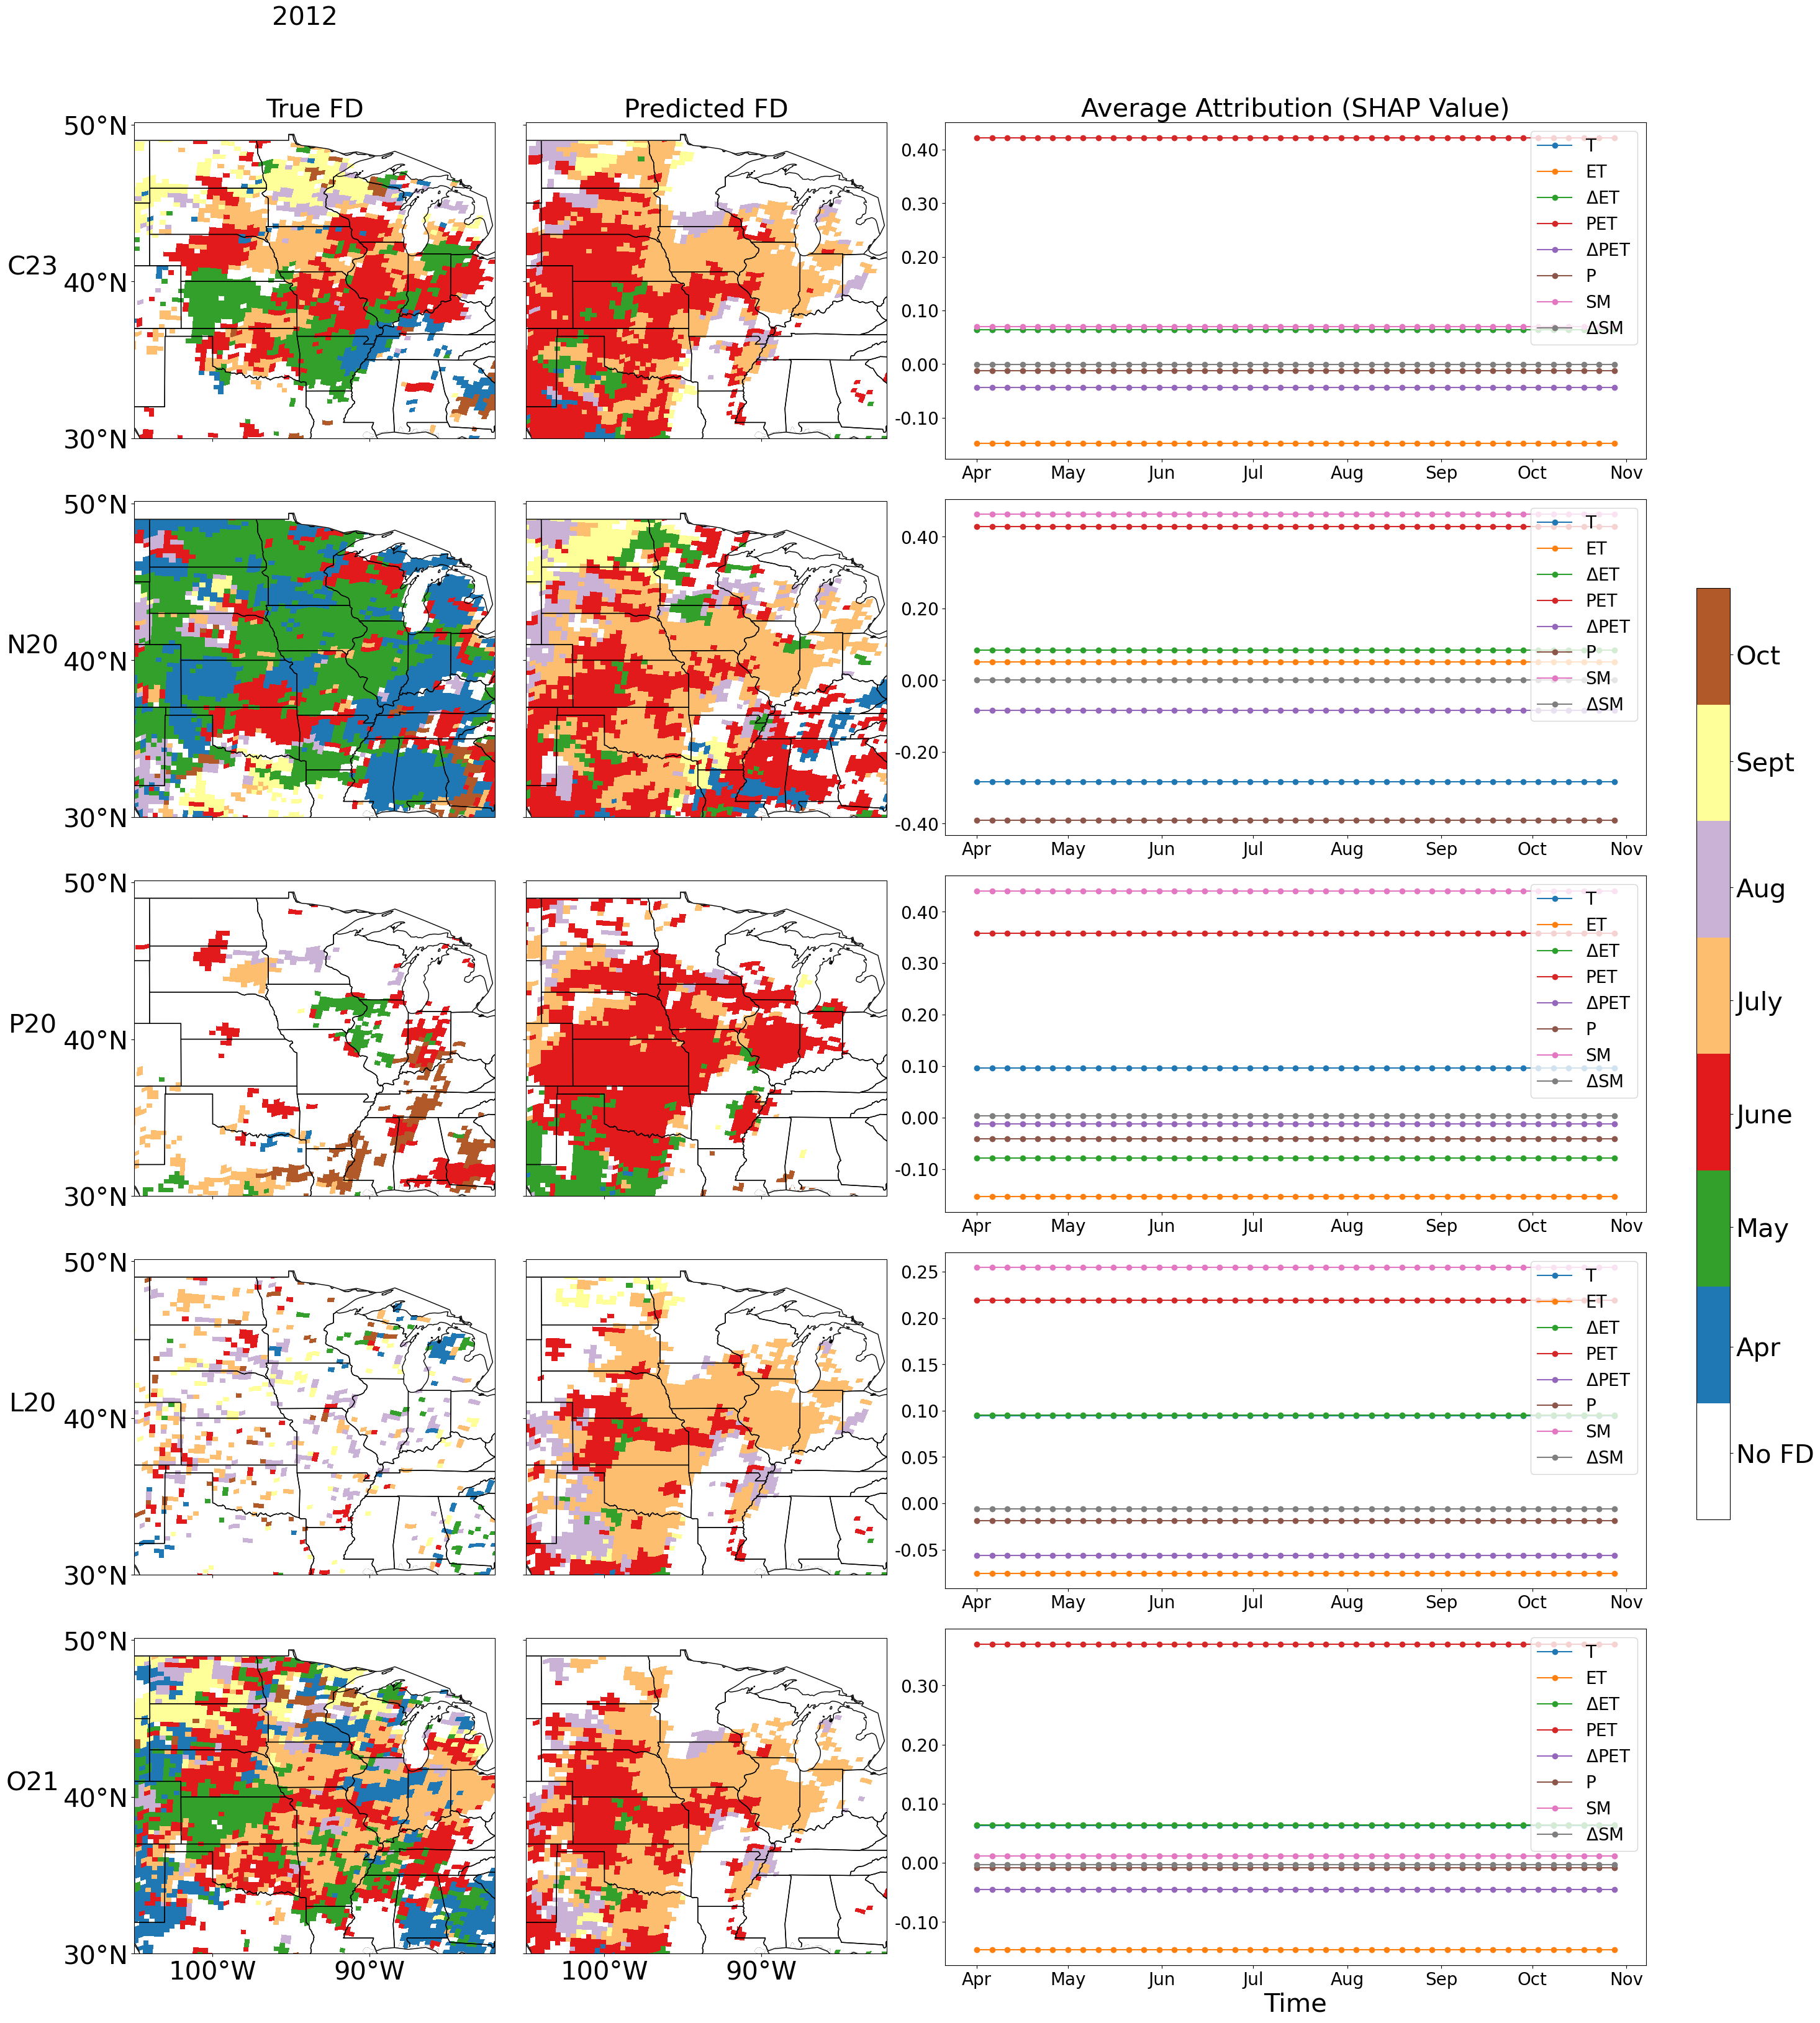 2012
True FD
Predicted FD
Average Attribution (SHAP Value)
C23
50°N
40°N
30°N
0.40
0.30
0.20
0.10
0.00
-0.10
T
ET
ΔET
PET
ΔPET
P
SM
ΔSM
Apr May Jun Jul Aug Sep Oct Nov
N20
50°N
40°N
30°N
0.40
0.20
0.00
-0.20
-0.40
T
ET
ΔET
PET
ΔPET
P
SM
ΔSM
Apr May Jun Jul Aug Sep Oct Nov
P20
50°N
40°N
30°N
0.40
0.30
0.20
0.10
0.00
-0.10
T
ET
ΔET
PET
ΔPET
P
SM
ΔSM
Apr May Jun Jul Aug Sep Oct Nov
L20
50°N
40°N
30°N
0.25
0.20
0.15
0.10
0.05
0.00
-0.05
T
ET
ΔET
PET
ΔPET
P
SM
ΔSM
Apr May Jun Jul Aug Sep Oct Nov
O21
50°N
40°N
30°N
100°W 90°W
100°W 90°W
0.30
0.20
0.10
0.00
-0.10
T
ET
ΔET
PET
ΔPET
P
SM
ΔSM
Apr May Jun Jul Aug Sep Oct Nov
Time
Oct
Sept
Aug
July
June
May
Apr
No FD